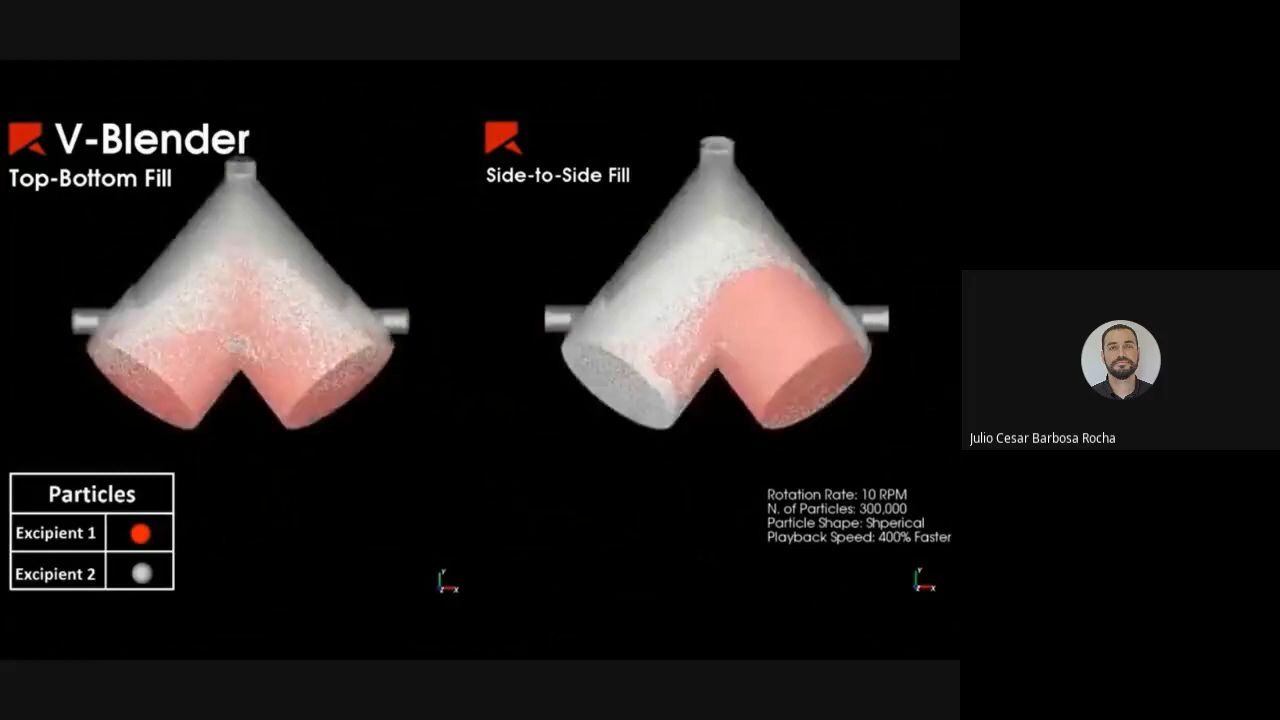 V-Blender
Top-Bottom Fill
Side-to-Side Fill
Particles
Excipient 1
Excipient 2
Rotation Rate: 10 RPM
N. of Particles: 300,000
Particle Shape: Shperical
Playback Speed: 400% Faster
Y
Z X
Y
Z X
Julio Cesar Barbosa Rocha